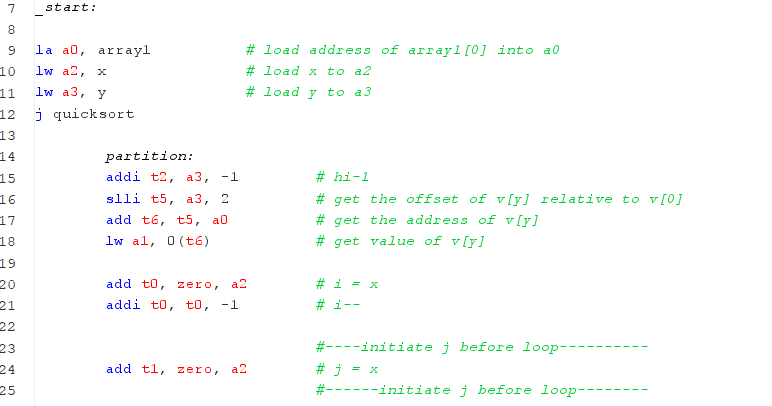 7 _start:
8
9 la a0, array1 # load address of array1[0] into a0
10 lw a2, x # load x to a2
11 lw a3, y # load y to a3
12 j quicksort
13
14 partition:
15 addi t2, a3, -1 # hi-1
16 slli t5, a3, 2 # get the offset of v[y] relative to v[0]
17 add t6, t5, a0 # get the address of v[y]
18 lw a1, 0(t6) # get value of v[y]
19
20 add t0, zero, a2 # i = x
21 addi t0, t0, -1 # i--
22
23 #----initiate j before loop----------
24 add t1, zero, a2 # j = x
25 #------initiate j before loop--------